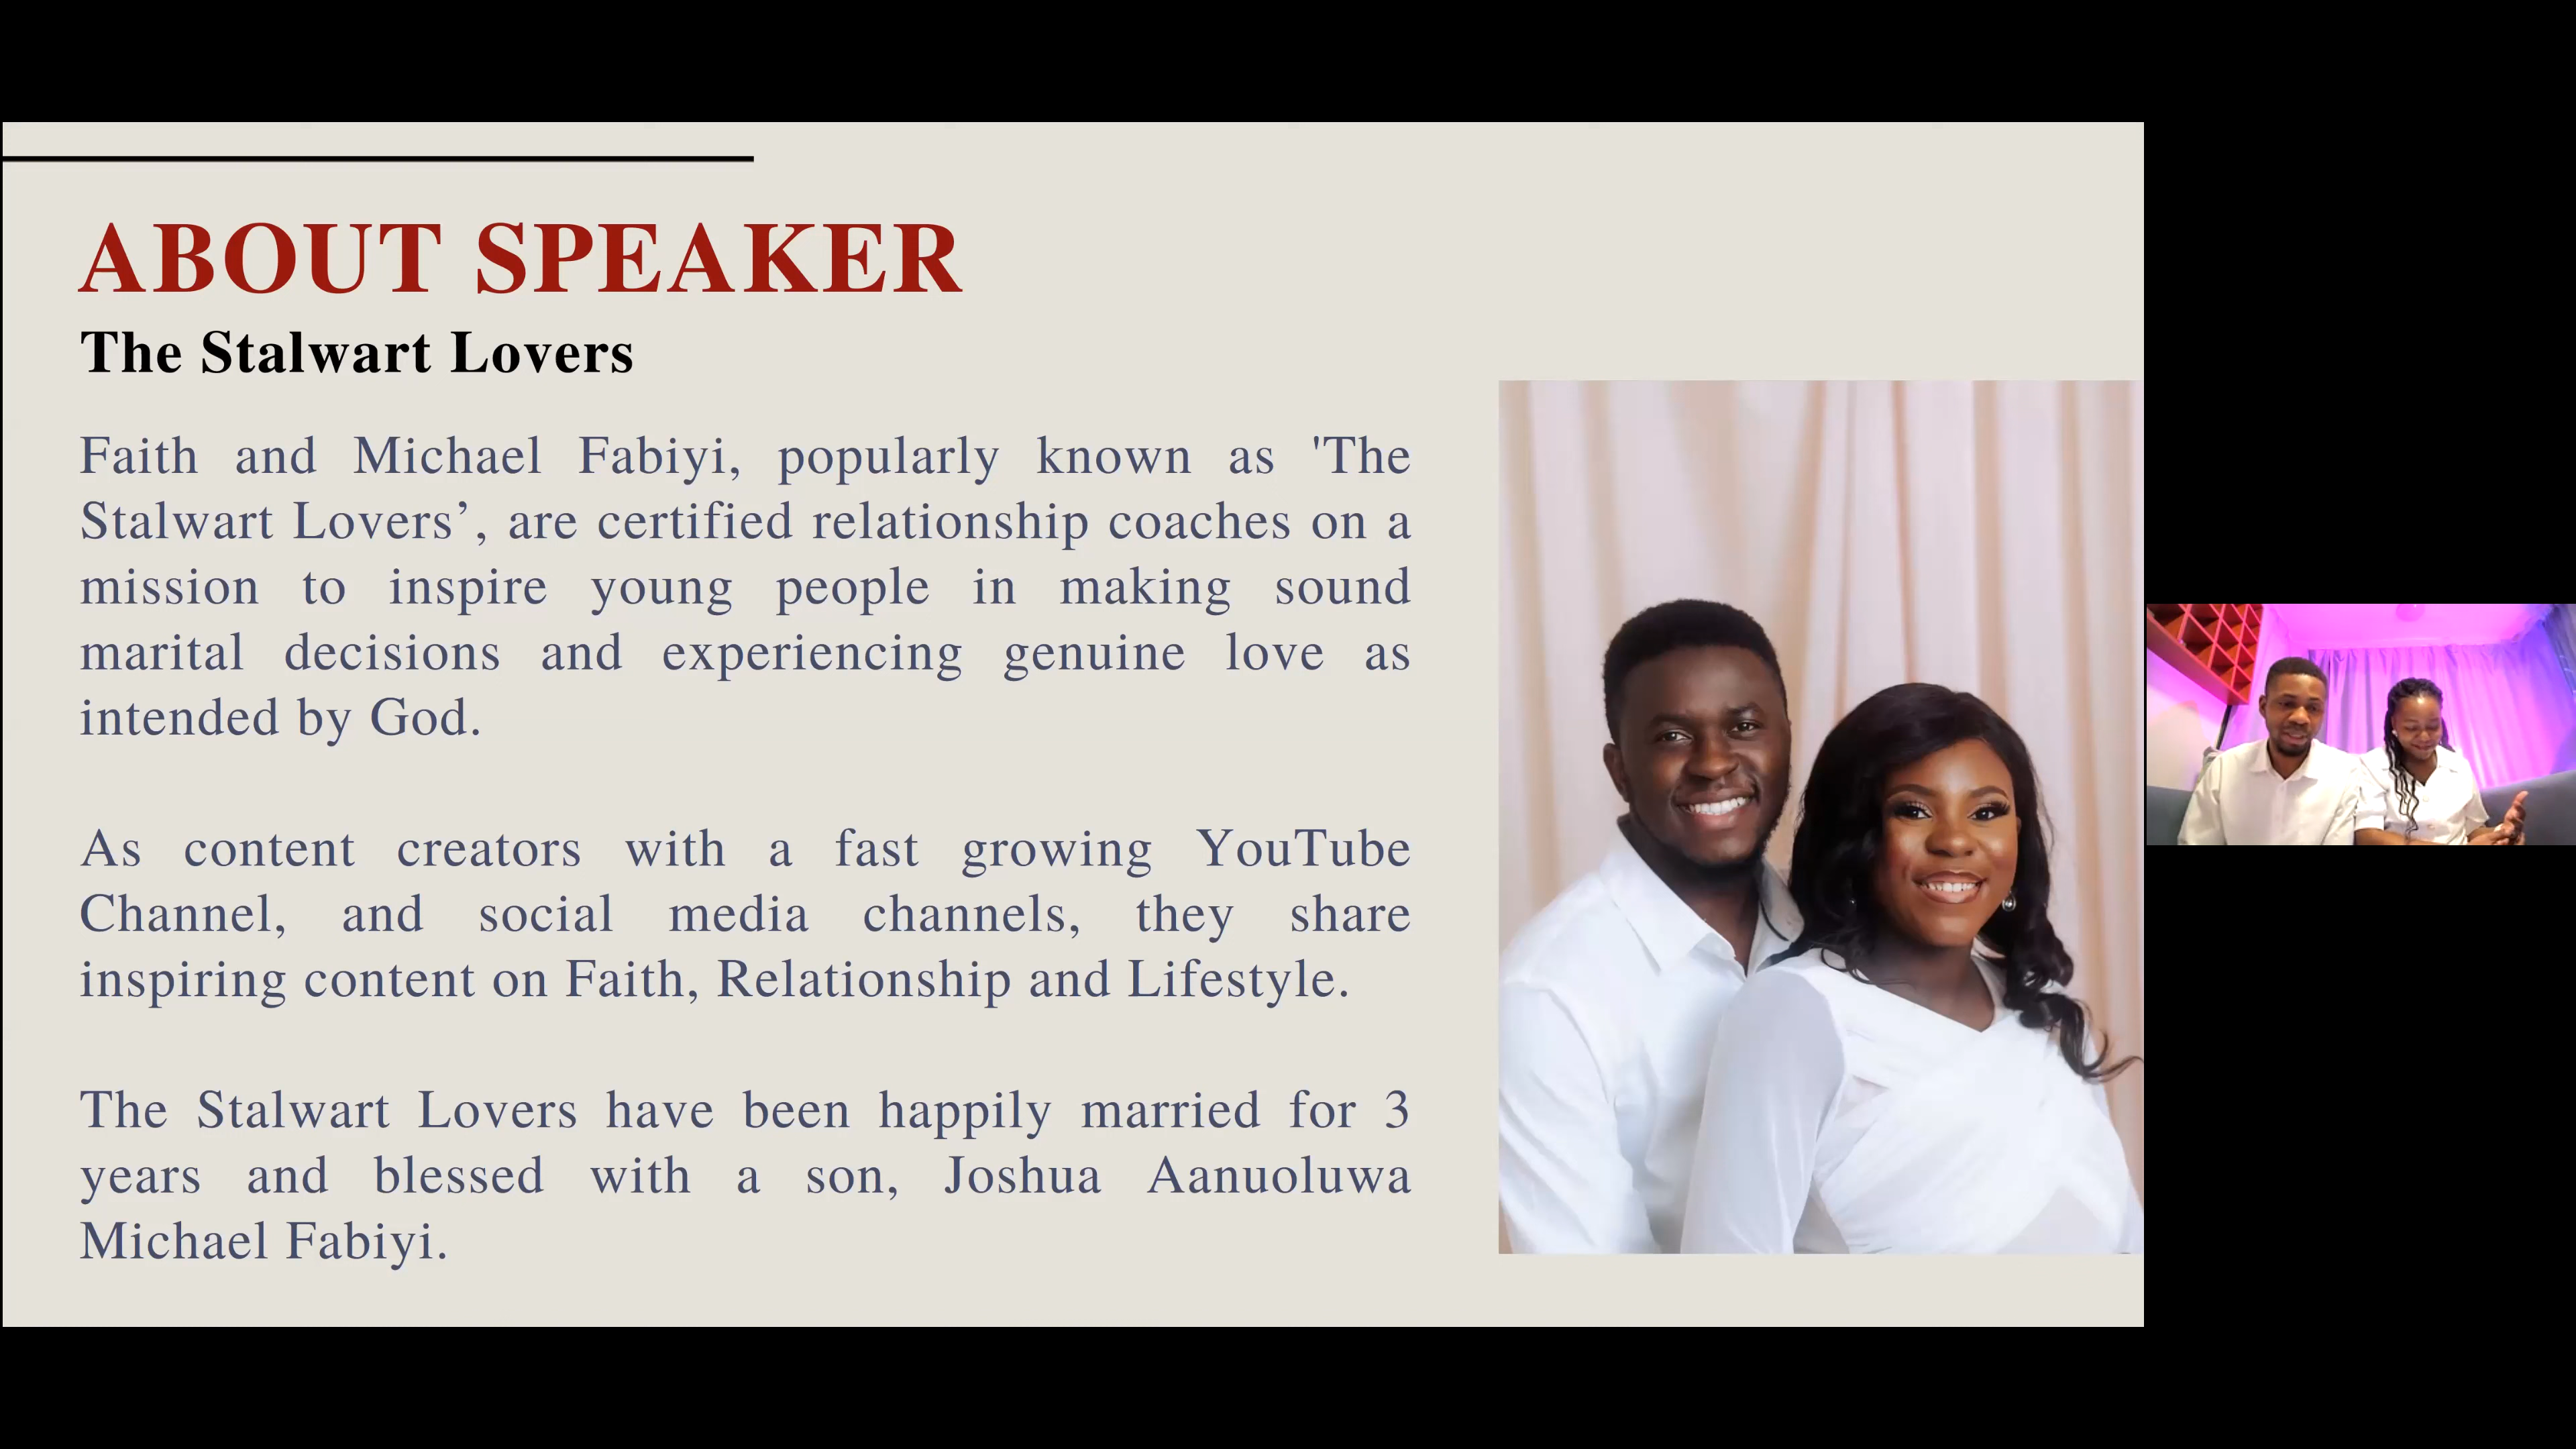 ABOUT SPEAKER
The Stalwart Lovers
Faith and Michael Fabiyi, popularly known as 'The
Stalwart Lovers’, are certified relationship coaches on a
mission to inspire young people in making sound
marital decisions and experiencing genuine love as
intended by God.
As content creators with a fast growing YouTube
Channel, and social media channels, they share
inspiring content on Faith, Relationship and Lifestyle.
The Stalwart Lovers have been happily married for 3
years and blessed with a son, Joshua Aanuoluwa
Michael Fabiyi.